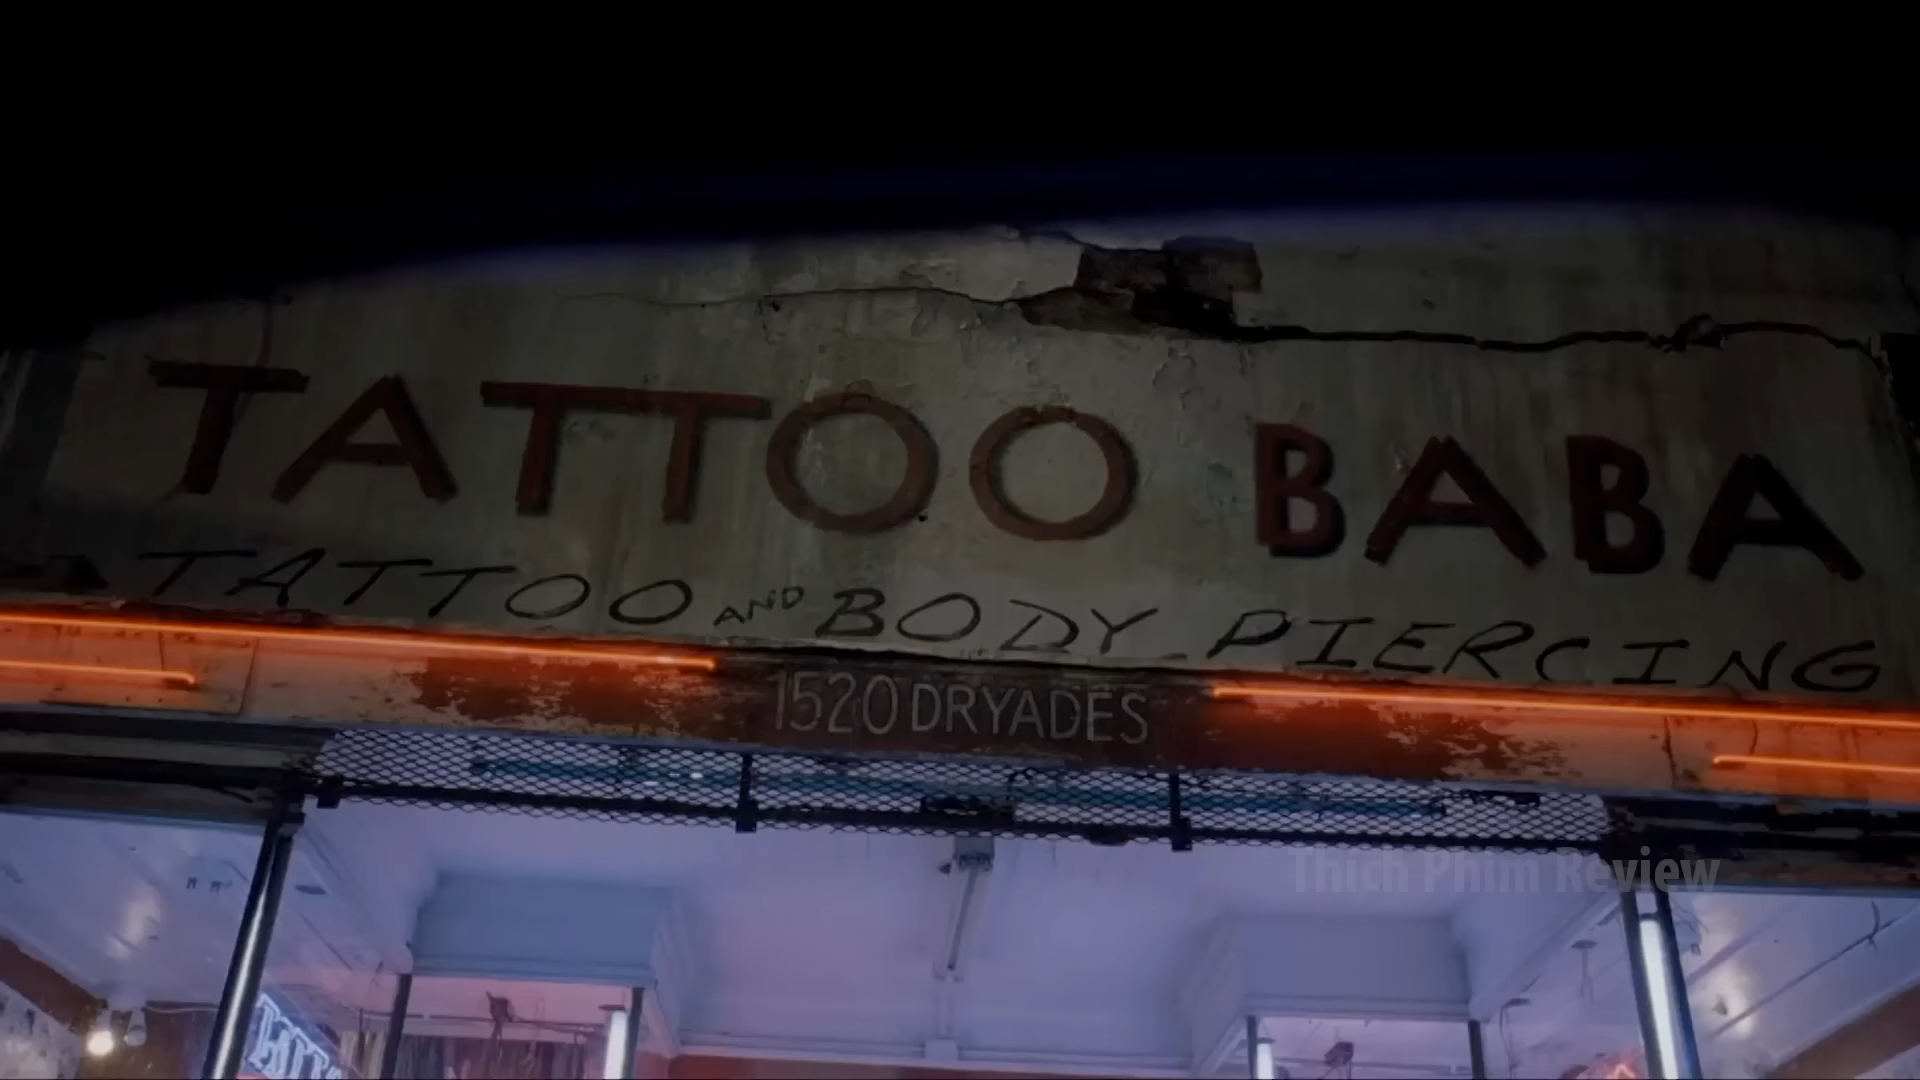 TATTOO BABA
TATTOO AND BODY PIERCING
1520 DRYADES
Thich Phim Review